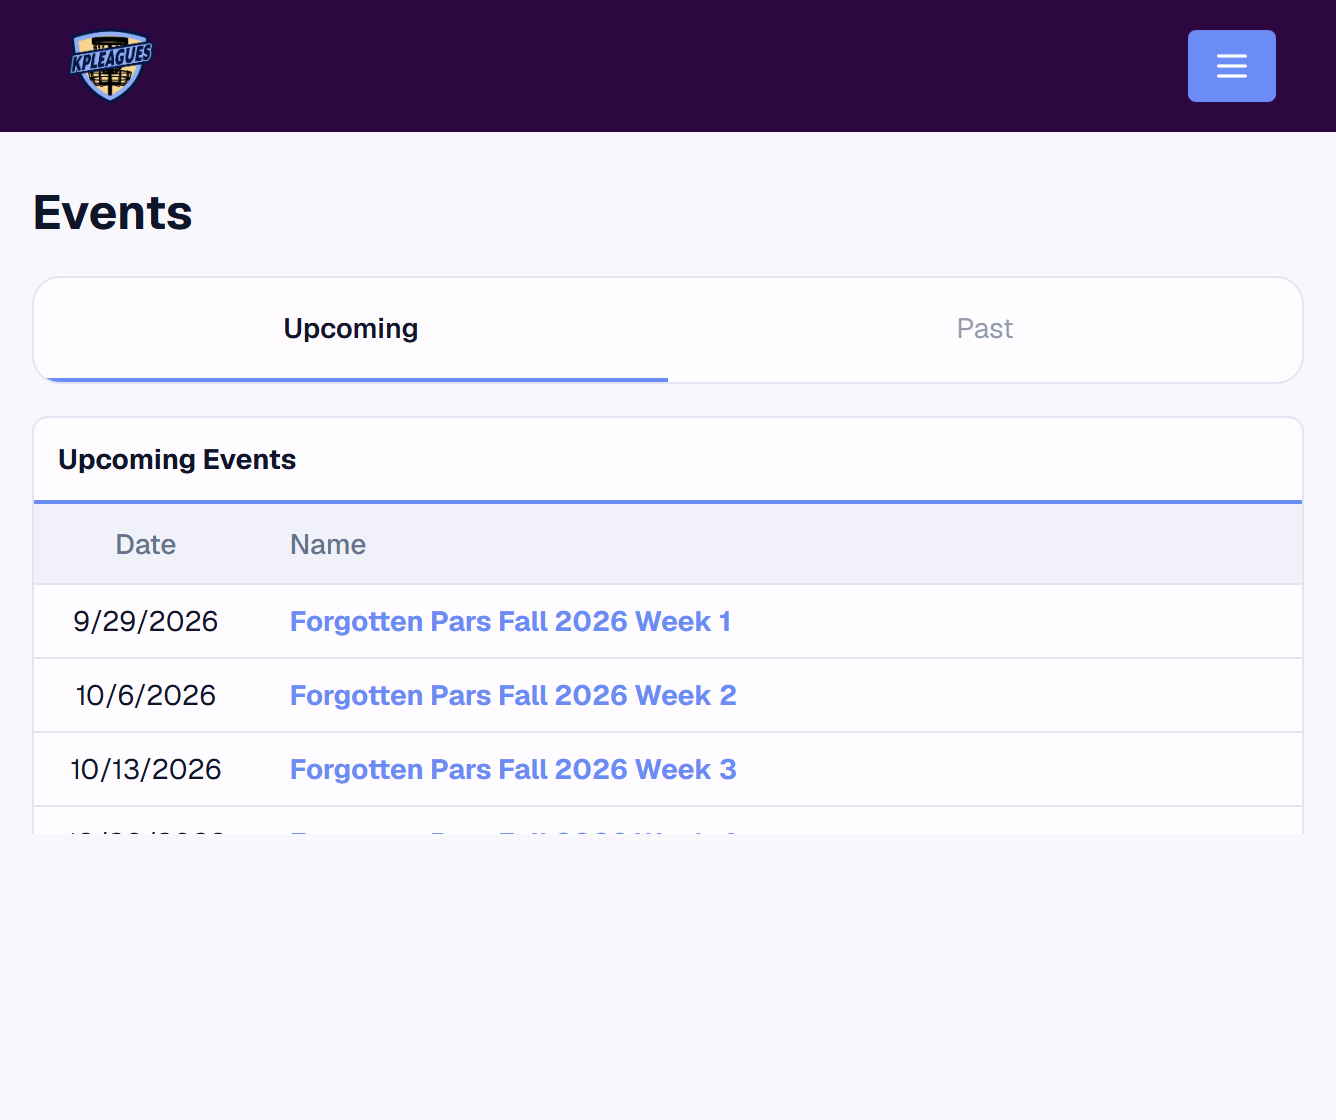 KPLEAGUES
Events
Upcoming Past
Upcoming Events
Date Name
9/29/2026 Forgotten Pars Fall 2026 Week 1
10/6/2026 Forgotten Pars Fall 2026 Week 2
10/13/2026 Forgotten Pars Fall 2026 Week 3